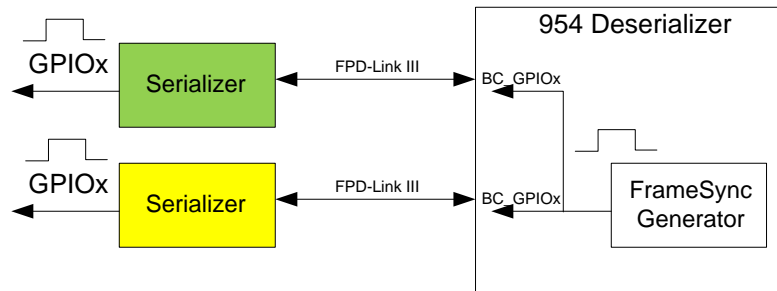 954 Deserializer
GPIOx
Serializer
FPD-Link III
BC_GPIOx
GPIOx
Serializer
FPD-Link III
BC_GPIOx
FrameSync
Generator